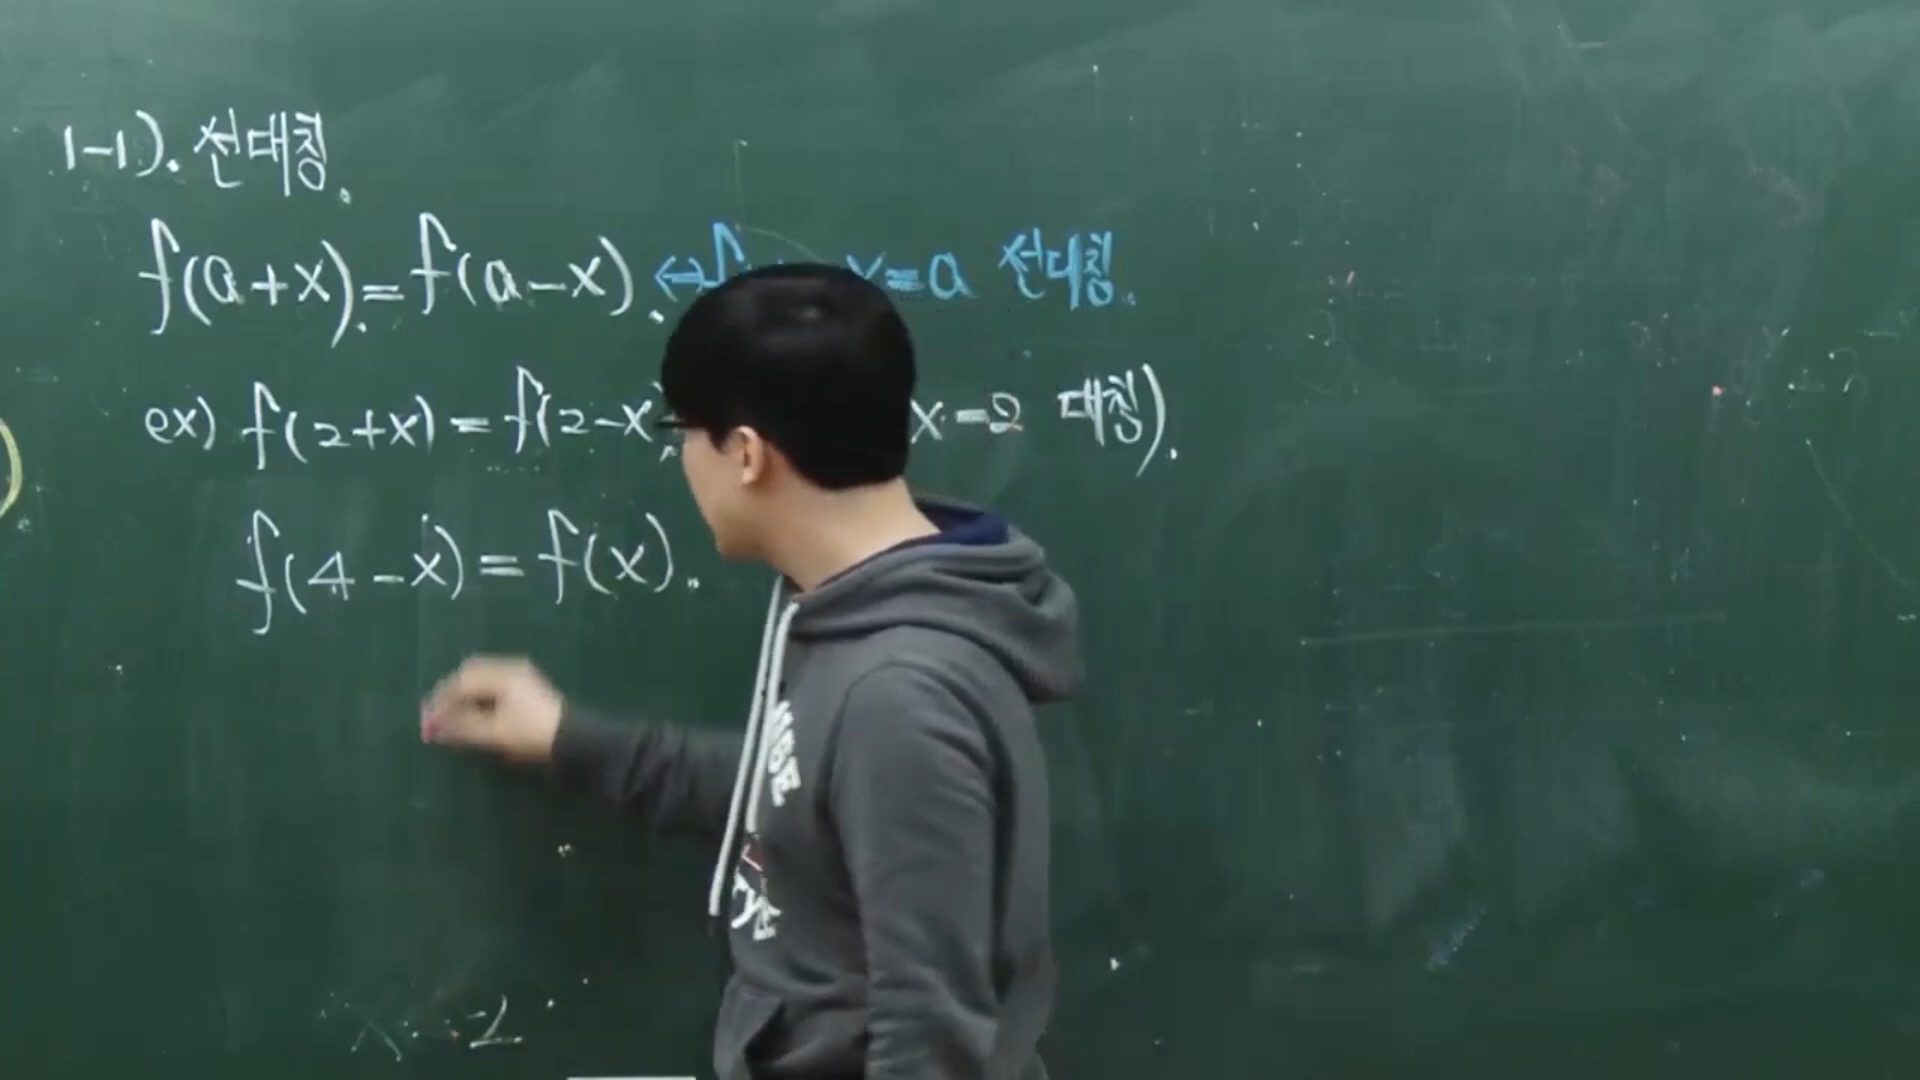 1-1). 선대칭.
f(a+x).=f(a-x). ⇔f x=a 선대칭.
ex) f(2+x)=f(2-x) x=2 대칭).
f(4-x)=f(x).